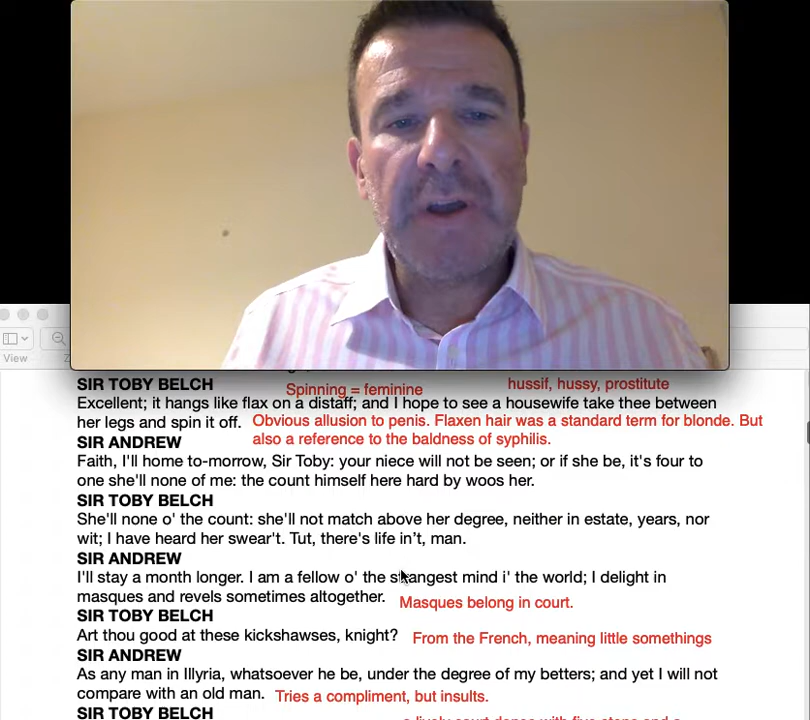 View
SIR TOBY BELCH
Spinning = feminine
hussif, hussy, prostitute
Excellent; it hangs like flax on a distaff; and I hope to see a housewife take thee between
her legs and spin it off. Obvious allusion to penis. Flaxen hair was a standard term for blonde. But
also a reference to the baldness of syphilis.
SIR ANDREW
Faith, I'll home to-morrow, Sir Toby: your niece will not be seen; or if she be, it's four to
one she'll none of me: the count himself here hard by woos her.
SIR TOBY BELCH
She'll none o' the count: she'll not match above her degree, neither in estate, years, nor
wit; I have heard her swear't. Tut, there's life in't, man.
SIR ANDREW
I'll stay a month longer. I am a fellow o' the strangest mind i' the world; I delight in
masques and revels sometimes altogether. Masques belong in court.
SIR TOBY BELCH
Art thou good at these kickshawses, knight? From the French, meaning little somethings
SIR ANDREW
As any man in Illyria, whatsoever he be, under the degree of my betters; and yet I will not
compare with an old man. Tries a compliment, but insults.
SIR TOBY BELCH
a lively court dance with five steps and a